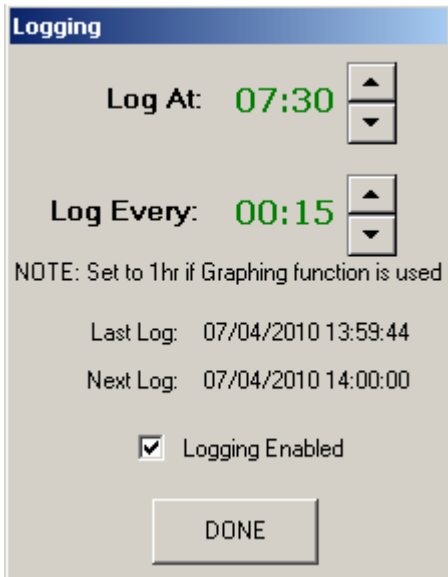 Logging
Log At: 07:30
Log Every: 00:15
NOTE: Set to 1hr if Graphing function is used
Last Log: 07/04/2010 13:59:44
Next Log: 07/04/2010 14:00:00
Logging Enabled
DONE